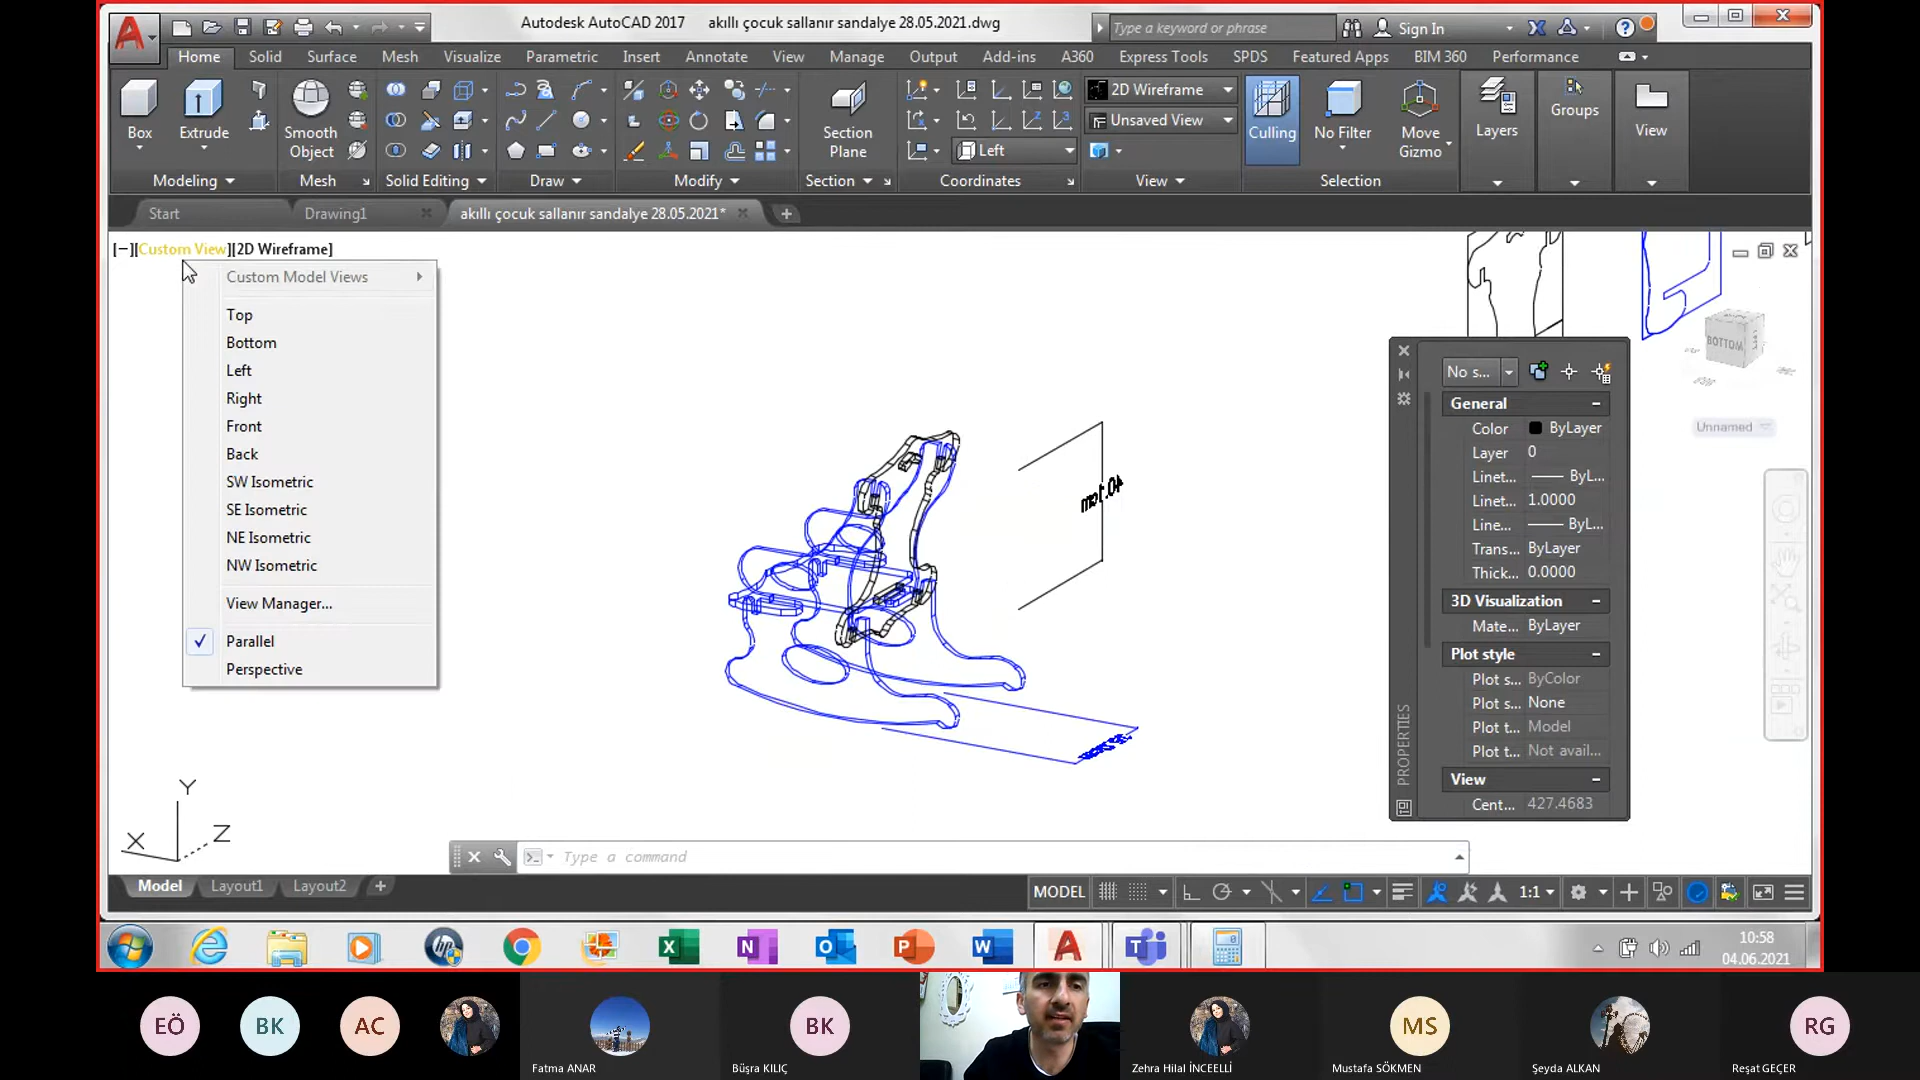 Autodesk AutoCAD 2017 akıllı çocuk sallanır sandalye 28.05.2021.dwg
Type a keyword or phrase
Sign In
Home Solid Surface Mesh Visualize Parametric Insert Annotate View Manage Output Add-ins A360 Express Tools SPDS Featured Apps BIM 360 Performance
2D Wireframe
Unsaved View
Left
Box
Extrude
Smooth Object
Section Plane
Culling
No Filter
Move Gizmo
Layers
Groups
View
Modeling
Mesh
Solid Editing
Draw
Modify
Section
Coordinates
View
Selection
Start
Drawing1
akıllı çocuk sallanır sandalye 28.05.2021*
[−][Custom View][2D Wireframe]
Custom Model Views
Top
Bottom
Left
Right
Front
Back
SW Isometric
SE Isometric
NE Isometric
NW Isometric
View Manager...
Parallel
Perspective
BOTTOM
Unnamed
No s...
General
Color ByLayer
Layer 0
Linet... ByL...
Linet... 1.0000
Line... ByL...
Trans... ByLayer
Thick... 0.0000
3D Visualization
Mate... ByLayer
Plot style
Plot s... ByColor
Plot s... None
Plot t... Model
Plot t... Not avail...
View
Cent... 427.4683
PROPERTIES
Y
X
Z
Type a command
Model Layout1 Layout2
MODEL
1:1
10:58
04.06.2021
EÖ
BK
AC
BK
MS
RG
Fatma ANAR
Büşra KILIÇ
Zehra Hilal İNCEELLİ
Mustafa SÖKMEN
Şeyda ALKAN
Reşat GEÇER